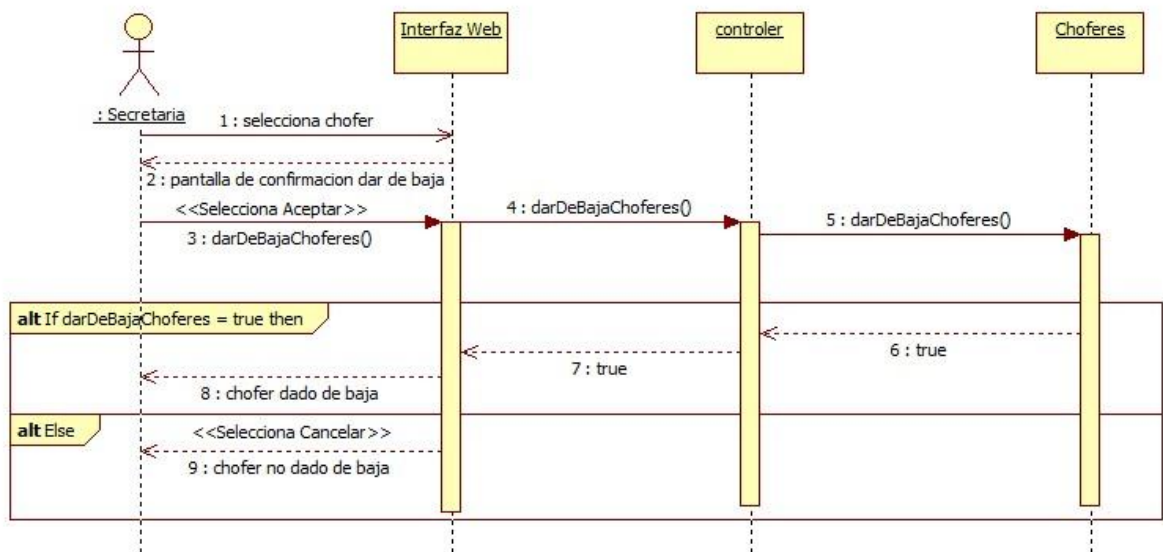 Interfaz Web
controler
Choferes
: Secretaria
1 : selecciona chofer
2 : pantalla de confirmacion dar de baja
<<Selecciona Aceptar>>
3 : darDeBajaChoferes()
4 : darDeBajaChoferes()
5 : darDeBajaChoferes()
alt If darDeBajaChoferes = true then
6 : true
7 : true
8 : chofer dado de baja
alt Else
<<Selecciona Cancelar>>
9 : chofer no dado de baja